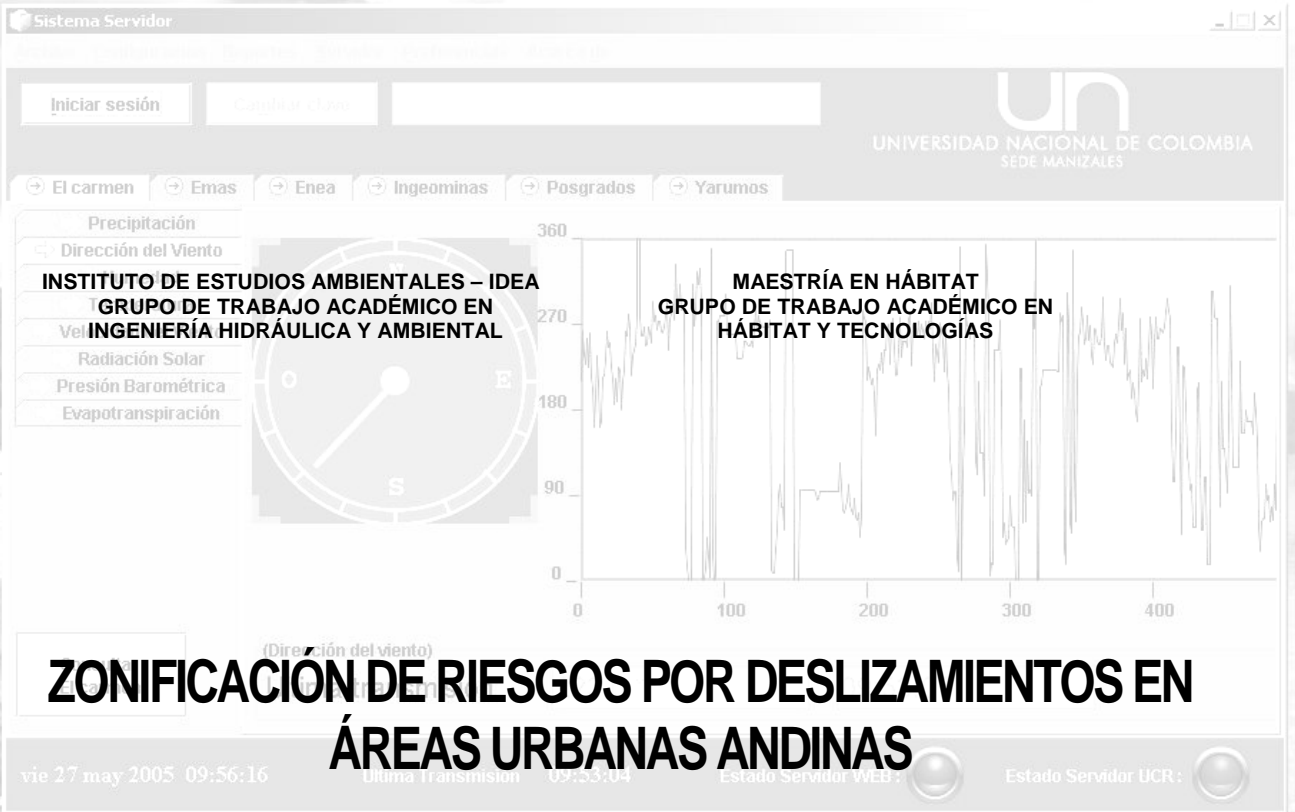 Sistema Servidor
Iniciar sesión
Cambiar clave
UNIVERSIDAD NACIONAL DE COLOMBIA
SEDE MANIZALES
El carmen Emas Enea Ingeominas Posgrados Yarumos
Precipitación
Dirección del Viento
Radiación Solar
Presión Barométrica
Evapotranspiración
INSTITUTO DE ESTUDIOS AMBIENTALES – IDEA
GRUPO DE TRABAJO ACADÉMICO EN
INGENIERÍA HIDRÁULICA Y AMBIENTAL
MAESTRÍA EN HÁBITAT
GRUPO DE TRABAJO ACADÉMICO EN
HÁBITAT Y TECNOLOGÍAS
O
E
S
360
270
180
90
0
0 100 200 300 400
(Dirección del viento)
ZONIFICACIÓN DE RIESGOS POR DESLIZAMIENTOS EN
ÁREAS URBANAS ANDINAS
vie 27 may 2005 09:56:16
Ultima Transmisión 09:53:04
Estado Servidor WEB:
Estado Servidor UCR: